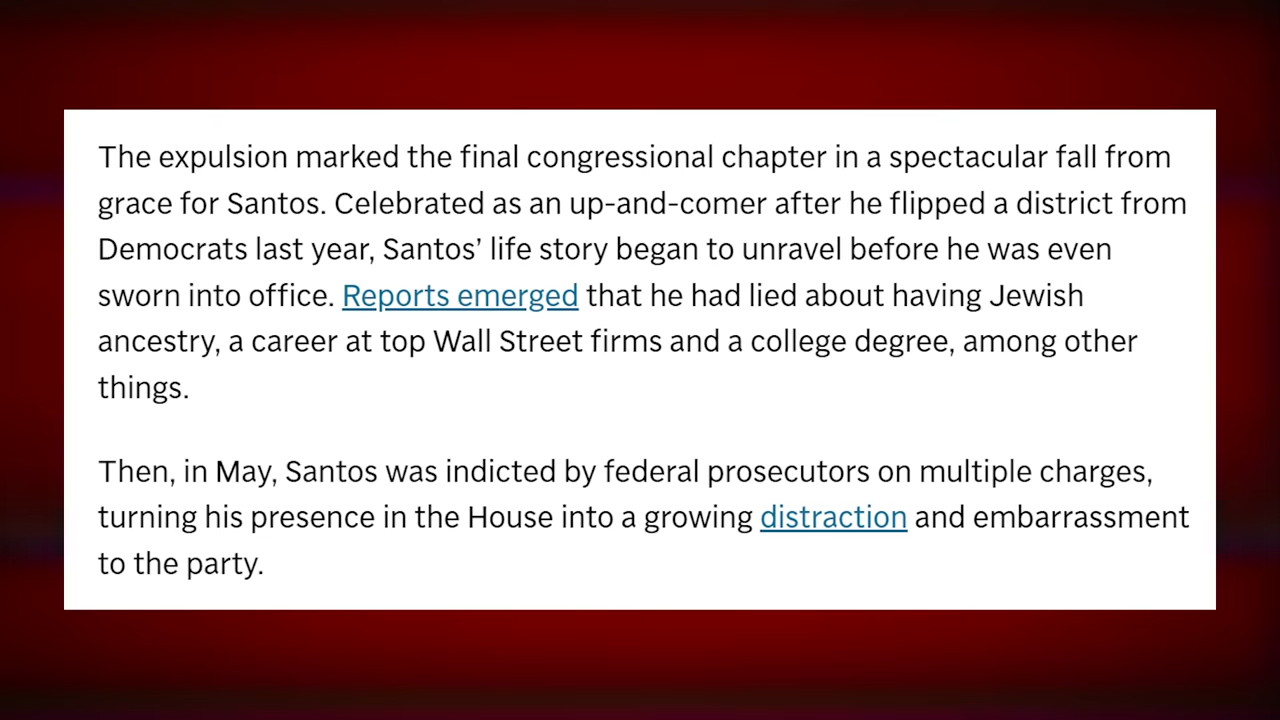 The expulsion marked the final congressional chapter in a spectacular fall from
grace for Santos. Celebrated as an up-and-comer after he flipped a district from
Democrats last year, Santos’ life story began to unravel before he was even
sworn into office. Reports emerged that he had lied about having Jewish
ancestry, a career at top Wall Street firms and a college degree, among other
things.
Then, in May, Santos was indicted by federal prosecutors on multiple charges,
turning his presence in the House into a growing distraction and embarrassment
to the party.